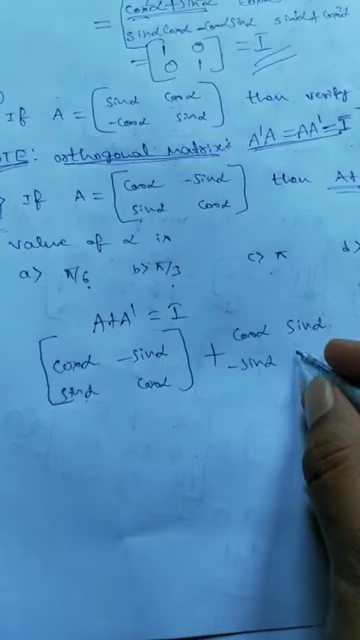 = [cosα+sinα
sinα cosα - cosα sinα sin²α + cos²α
= [1 0
0 1] = I
If A = [sinα cosα
-cosα sinα] then verify
NOTE: orthogonal matrix: A'A = AA' = I
If A = [cosα -sinα
sinα cosα] then A+
value of α is
a> π/6 b> π/3 c> π d>
A+A' = I
[cosα -sinα
sinα cosα] + cosα sinα
-sinα